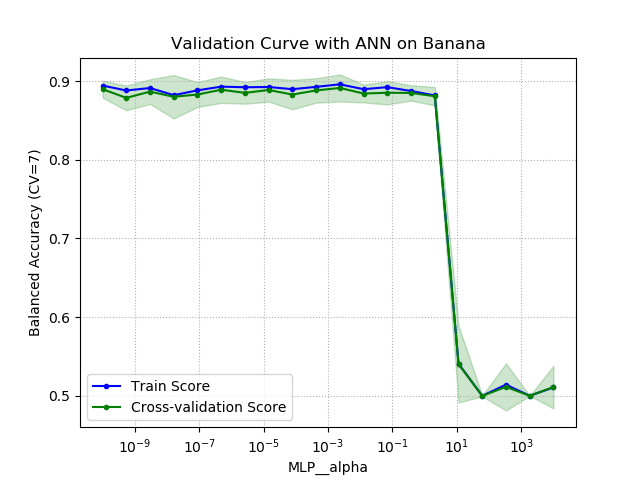 Validation Curve with ANN on Banana
Balanced Accuracy (CV=7)
0.9
0.8
0.7
0.6
0.5
Train Score
Cross-validation Score
10⁻⁹
10⁻⁷
10⁻⁵
10⁻³
10⁻¹
10¹
10³
MLP__alpha